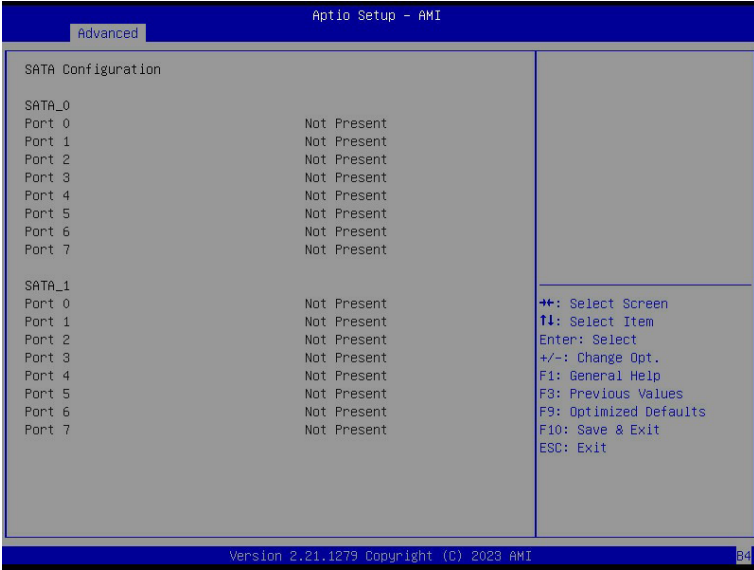 Aptio Setup – AMI
Advanced
SATA Configuration
SATA_0
Port 0 Not Present
Port 1 Not Present
Port 2 Not Present
Port 3 Not Present
Port 4 Not Present
Port 5 Not Present
Port 6 Not Present
Port 7 Not Present
SATA_1
Port 0 Not Present
Port 1 Not Present
Port 2 Not Present
Port 3 Not Present
Port 4 Not Present
Port 5 Not Present
Port 6 Not Present
Port 7 Not Present
→←: Select Screen
↑↓: Select Item
Enter: Select
+/-: Change Opt.
F1: General Help
F3: Previous Values
F9: Optimized Defaults
F10: Save & Exit
ESC: Exit
Version 2.21.1279 Copyright (C) 2023 AMI
B4